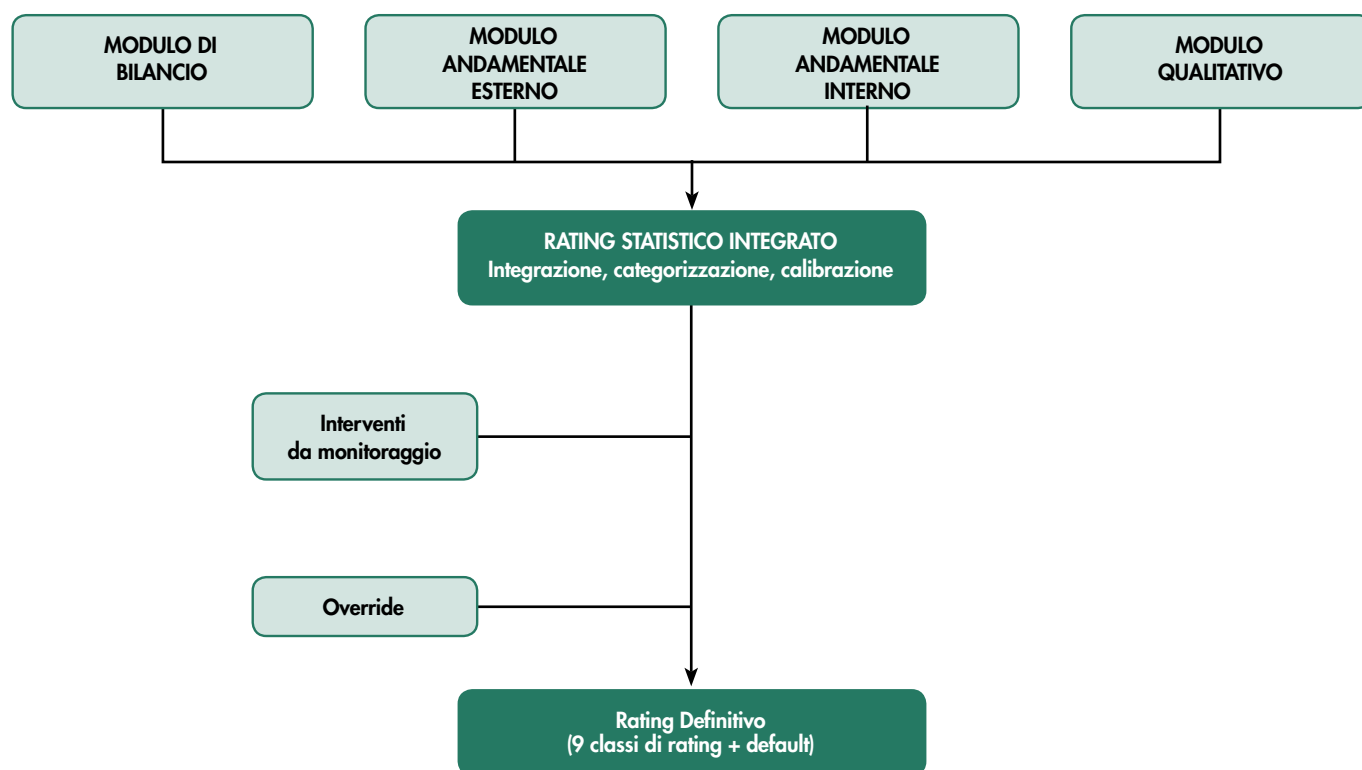 MODULO DI
BILANCIO
MODULO
ANDAMENTALE
ESTERNO
MODULO
ANDAMENTALE
INTERNO
MODULO
QUALITATIVO
RATING STATISTICO INTEGRATO
Integrazione, categorizzazione, calibrazione
Interventi
da monitoraggio
Override
Rating Definitivo
(9 classi di rating + default)